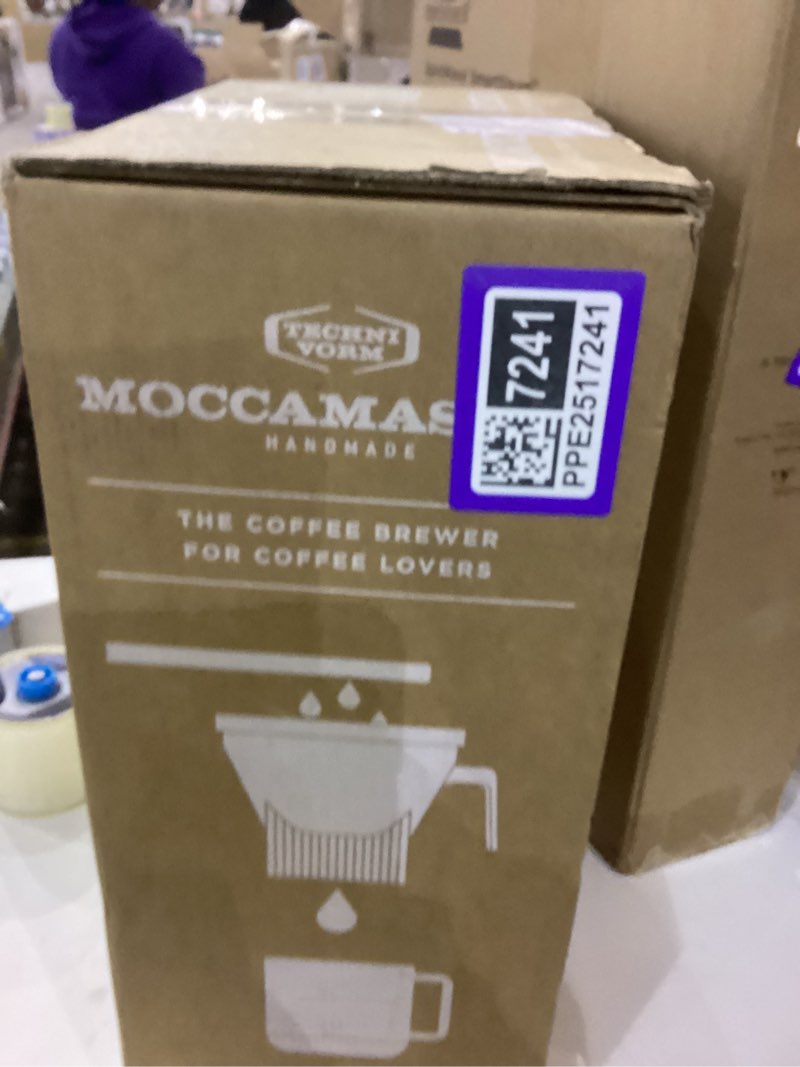 TECHNI
VORM
MOCCAMAS
HANDMADE
THE COFFEE BREWER
FOR COFFEE LOVERS
7241
PPE2517241